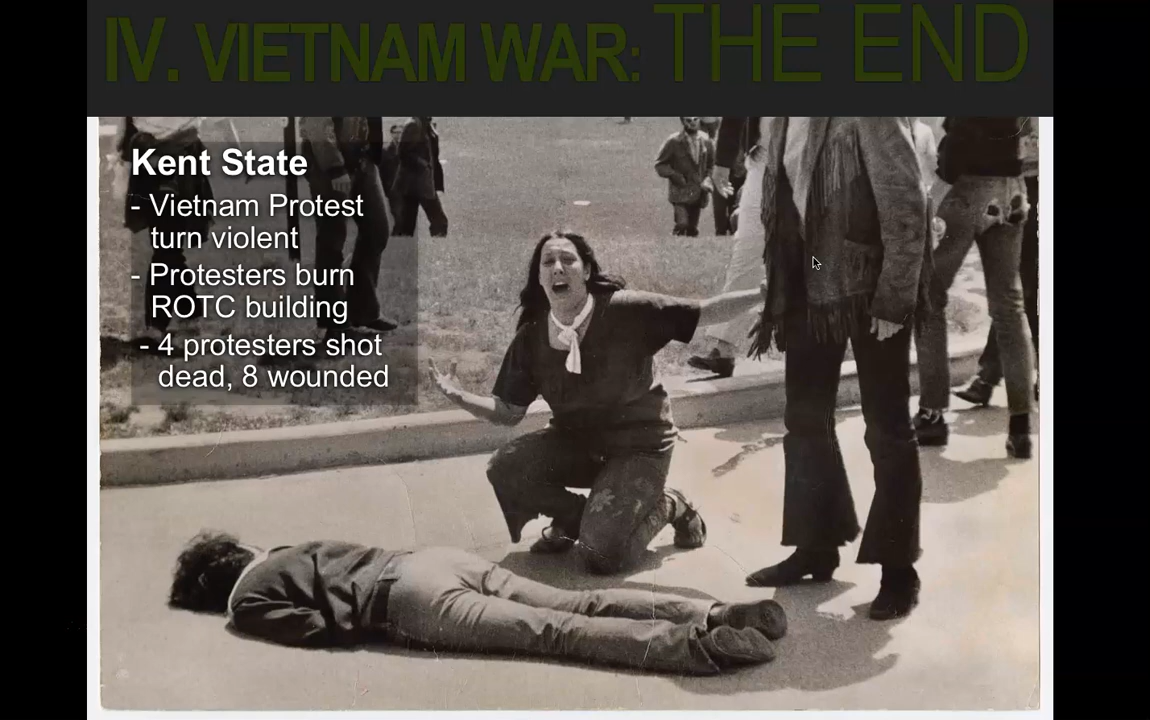 IV. VIETNAM WAR: THE END
Kent State
- Vietnam Protest
turn violent
- Protesters burn
ROTC building
- 4 protesters shot
dead, 8 wounded